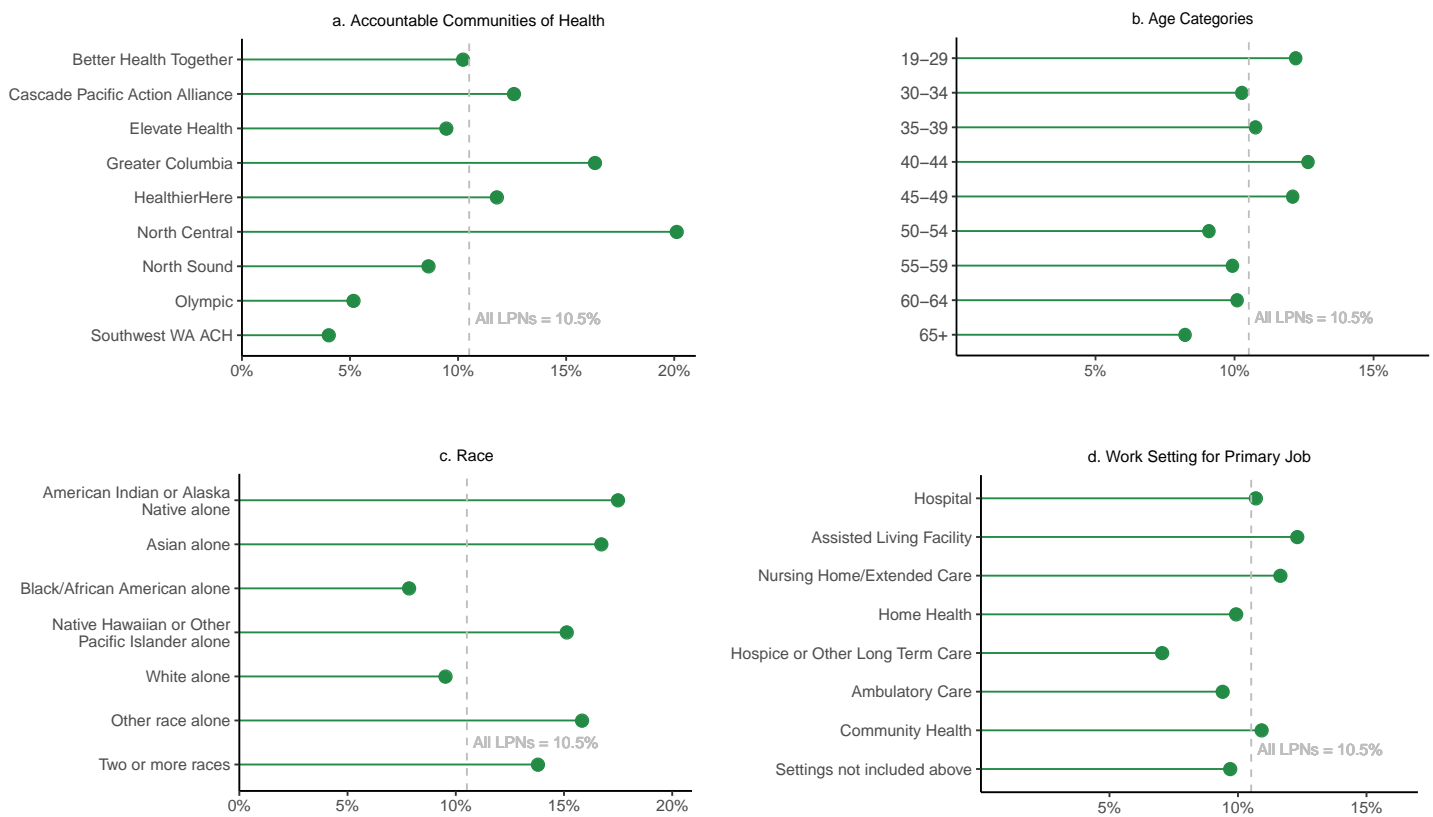 a. Accountable Communities of Health
Better Health Together
Cascade Pacific Action Alliance
Elevate Health
Greater Columbia
HealthierHere
North Central
North Sound
Olympic
Southwest WA ACH
All LPNs = 10.5%
0% 5% 10% 15% 20%
b. Age Categories
19–29
30–34
35–39
40–44
45–49
50–54
55–59
60–64
65+
All LPNs = 10.5%
5% 10% 15%
c. Race
American Indian or Alaska
Native alone
Asian alone
Black/African American alone
Native Hawaiian or Other
Pacific Islander alone
White alone
Other race alone
Two or more races
All LPNs = 10.5%
0% 5% 10% 15% 20%
d. Work Setting for Primary Job
Hospital
Assisted Living Facility
Nursing Home/Extended Care
Home Health
Hospice or Other Long Term Care
Ambulatory Care
Community Health
Settings not included above
All LPNs = 10.5%
5% 10% 15%